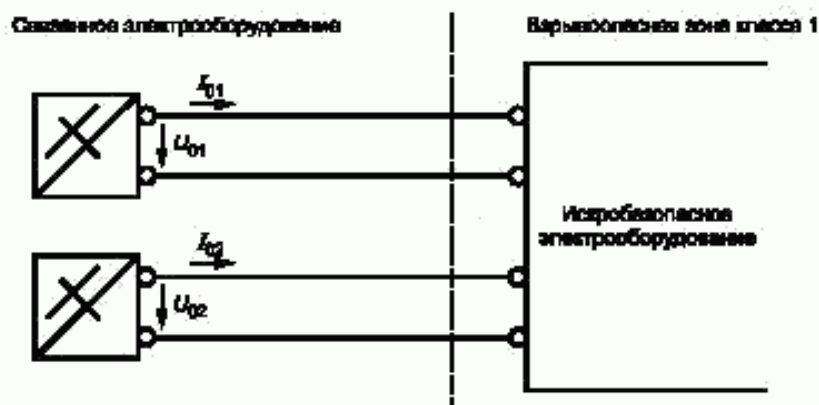 Связанное электрооборудование
Взрывоопасная зона класса 1
I01
U01
I02
U02
Искробезопасное
электрооборудование